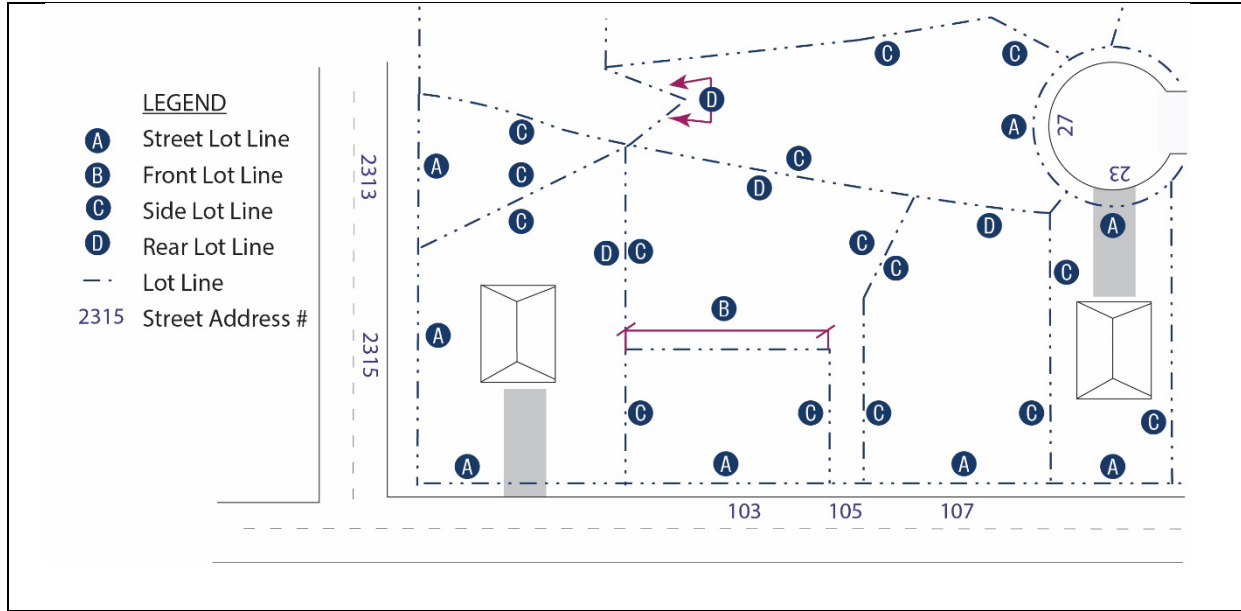 LEGEND
A Street Lot Line
B Front Lot Line
C Side Lot Line
D Rear Lot Line
Lot Line
2315 Street Address #
C
C
D
A
27
23
A
C
C
C
A
2313
C
D
D
A
C
D
C
C
C
C
B
A
2315
C
C
C
C
C
A
A
A
A
103 105 107